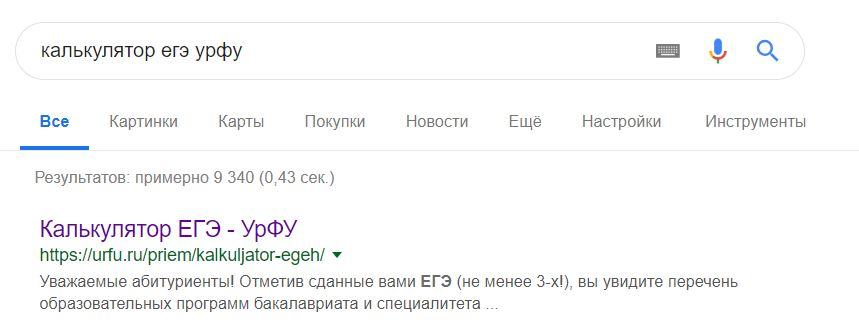 калькулятор егэ урфу
Все Картинки Карты Покупки Новости Ещё Настройки Инструменты
Результатов: примерно 9 340 (0,43 сек.)
Калькулятор ЕГЭ - УрФУ
https://urfu.ru/priem/kalkuljator-egeh/
Уважаемые абитуриенты! Отметив сданные вами ЕГЭ (не менее 3-х!), вы увидите перечень
образовательных программ бакалавриата и специалитета ...